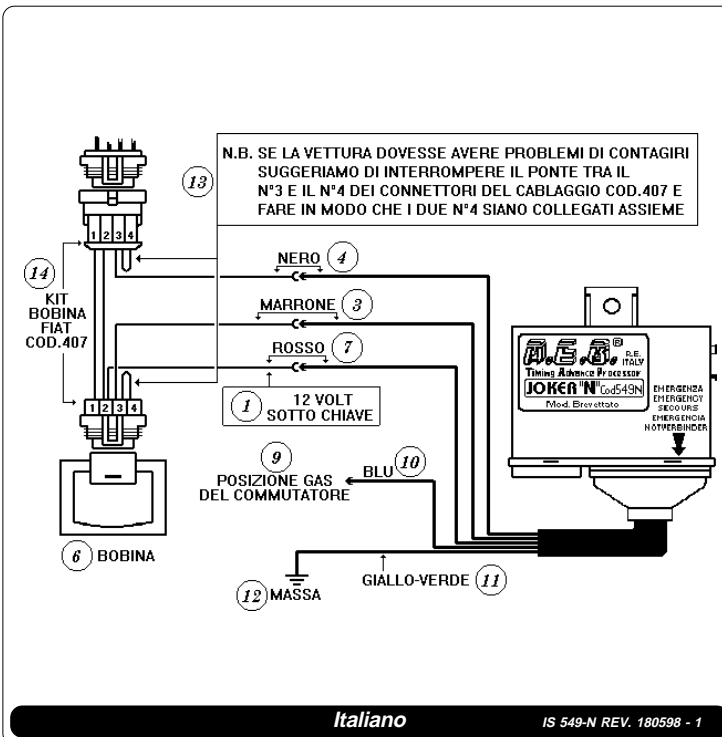 N.B. SE LA VETTURA DOVESSE AVERE PROBLEMI DI CONTAGIRI
SUGGERIAMO DI INTERROMPERE IL PONTE TRA IL
N°3 E IL N°4 DEI CONNETTORI DEL CABLAGGIO COD.407 E
FARE IN MODO CHE I DUE N°4 SIANO COLLEGATI ASSIEME
13
1 2 3 4
14
KIT
BOBINA
FIAT
COD.407
NERO 4
MARRONE 3
ROSSO 7
1 12 VOLT
SOTTO CHIAVE
1 2 3 4
A.E.B.® R.E.
ITALY
Timing Advance Processor
JOKER "N" Cod549N
Mod. Brevettato
EMERGENZA
EMERGENCY
SECOURS
EMERGENCIA
NOTVERBINDER
9
POSIZIONE GAS
DEL COMMUTATORE
BLU 10
6 BOBINA
12 MASSA
GIALLO-VERDE 11
Italiano
IS 549-N REV. 180598 - 1